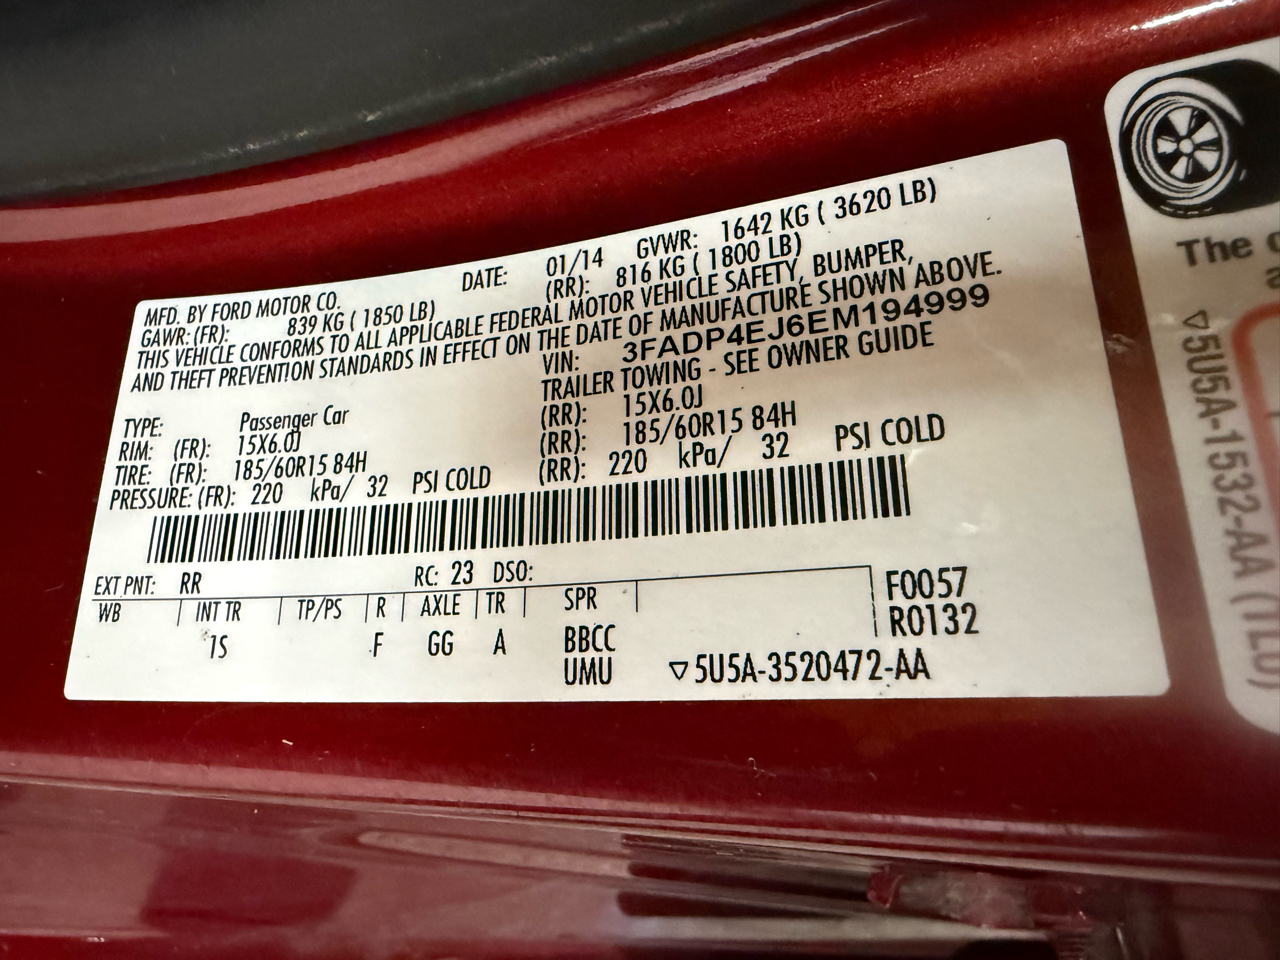 MFD. BY FORD MOTOR CO.
DATE: 01/14 GVWR: 1642 KG ( 3620 LB)
GAWR: (FR): 839 KG ( 1850 LB) (RR): 816 KG ( 1800 LB)
THIS VEHICLE CONFORMS TO ALL APPLICABLE FEDERAL MOTOR VEHICLE SAFETY, BUMPER,
AND THEFT PREVENTION STANDARDS IN EFFECT ON THE DATE OF MANUFACTURE SHOWN ABOVE.
VIN: 3FADP4EJ6EM194999
TYPE: Passenger Car TRAILER TOWING - SEE OWNER GUIDE
RIM: (FR): 15X6.0J (RR): 15X6.0J
TIRE: (FR): 185/60R15 84H (RR): 185/60R15 84H
PRESSURE: (FR): 220 kPa/ 32 PSI COLD (RR): 220 kPa/ 32 PSI COLD
EXT PNT: RR RC: 23 DSO: F0057
WB INT TR TP/PS R AXLE TR SPR R0132
7S F GG A BBCC
UMU ▽5U5A-3520472-AA
The
▽5U5A-1532-AA (TLU)